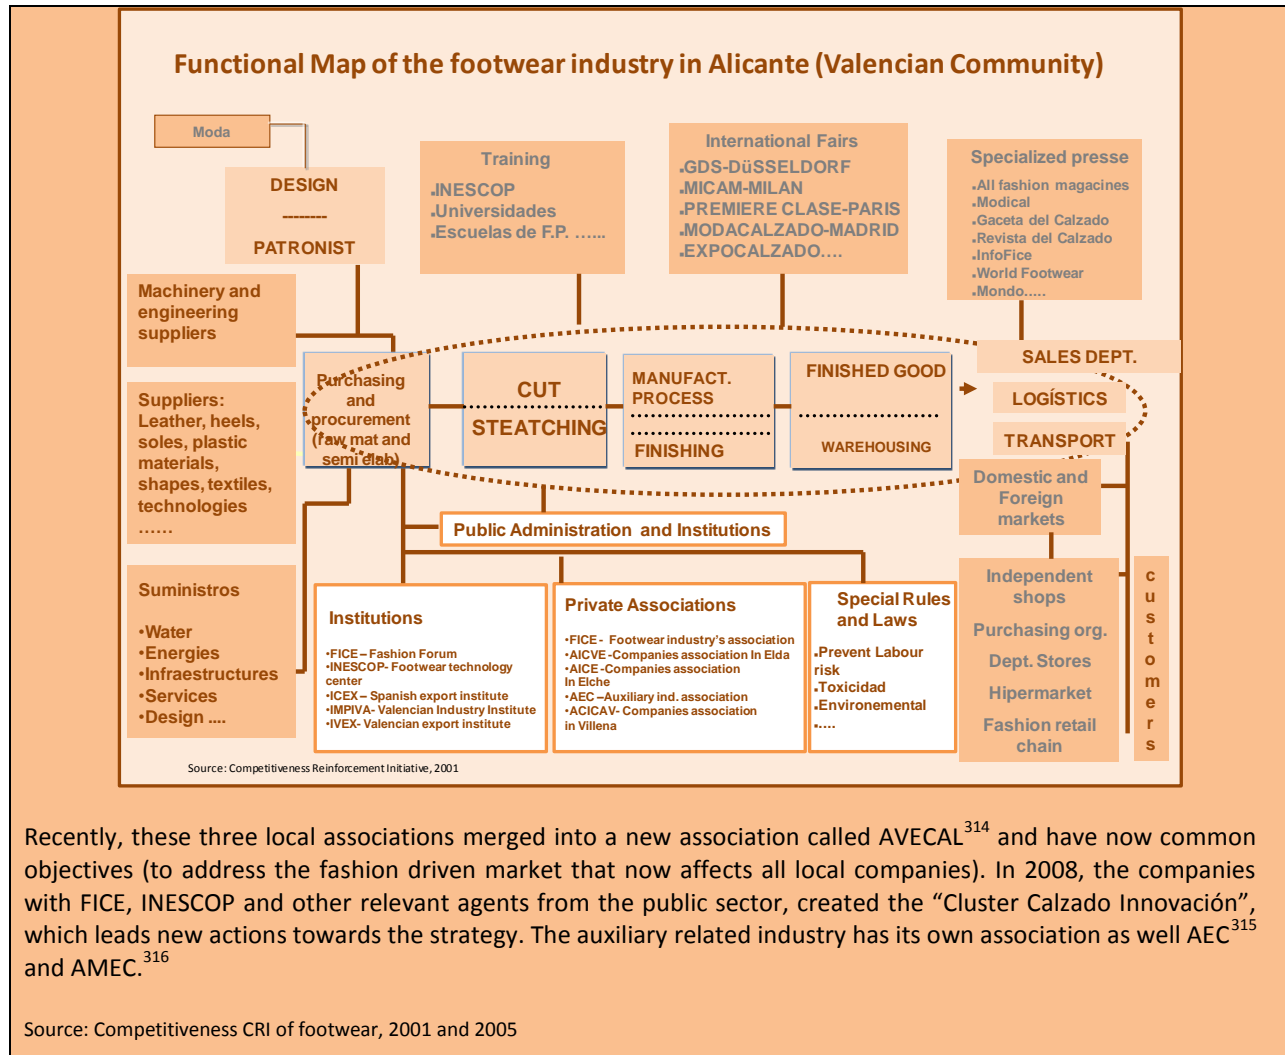 Functional Map of the footwear industry in Alicante (Valencian Community)
Moda
DESIGN
--------
PATRONIST
Training
▪INESCOP
▪Universidades
▪Escuelas de F.P. …...
International Fairs
▪GDS-DüSSELDORF
▪MICAM-MILAN
▪PREMIERE CLASE-PARIS
▪MODACALZADO-MADRID
▪EXPOCALZADO….
Specialized presse
▪All fashion magacines
▪Modical
▪Gaceta del Calzado
▪Revista del Calzado
▪InfoFice
▪World Footwear
▪Mondo…..
Machinery and
engineering
suppliers
Suppliers:
Leather, heels,
soles, plastic
materials,
shapes, textiles,
technologies
……
Purchasing
and
procurement
(raw mat and
semi elab)
CUT
STEATCHING
MANUFACT.
PROCESS
FINISHING
FINISHED GOOD
WAREHOUSING
SALES DEPT.
LOGÍSTICS
TRANSPORT
Domestic and
Foreign
markets
Public Administration and Institutions
Suministros
•Water
•Energies
•Infraestructures
•Services
•Design ....
Institutions
•FICE – Fashion Forum
•INESCOP- Footwear technology
center
•ICEX – Spanish export institute
•IMPIVA- Valencian Industry Institute
•IVEX- Valencian export institute
Private Associations
•FICE - Footwear industry's association
•AICVE -Companies association In Elda
•AICE -Companies association
In Elche
•AEC –Auxiliary ind. association
•ACICAV- Companies association
in Villena
Special Rules
and Laws
▪Prevent Labour
risk
▪Toxicidad
▪Environemental
▪….
Independent
shops
Purchasing org.
Dept. Stores
Hipermarket
Fashion retail
chain
customers
Source: Competitiveness Reinforcement Initiative, 2001
Recently, these three local associations merged into a new association called AVECAL314 and have now common
objectives (to address the fashion driven market that now affects all local companies). In 2008, the companies
with FICE, INESCOP and other relevant agents from the public sector, created the “Cluster Calzado Innovación”,
which leads new actions towards the strategy. The auxiliary related industry has its own association as well AEC315
and AMEC.316
Source: Competitiveness CRI of footwear, 2001 and 2005